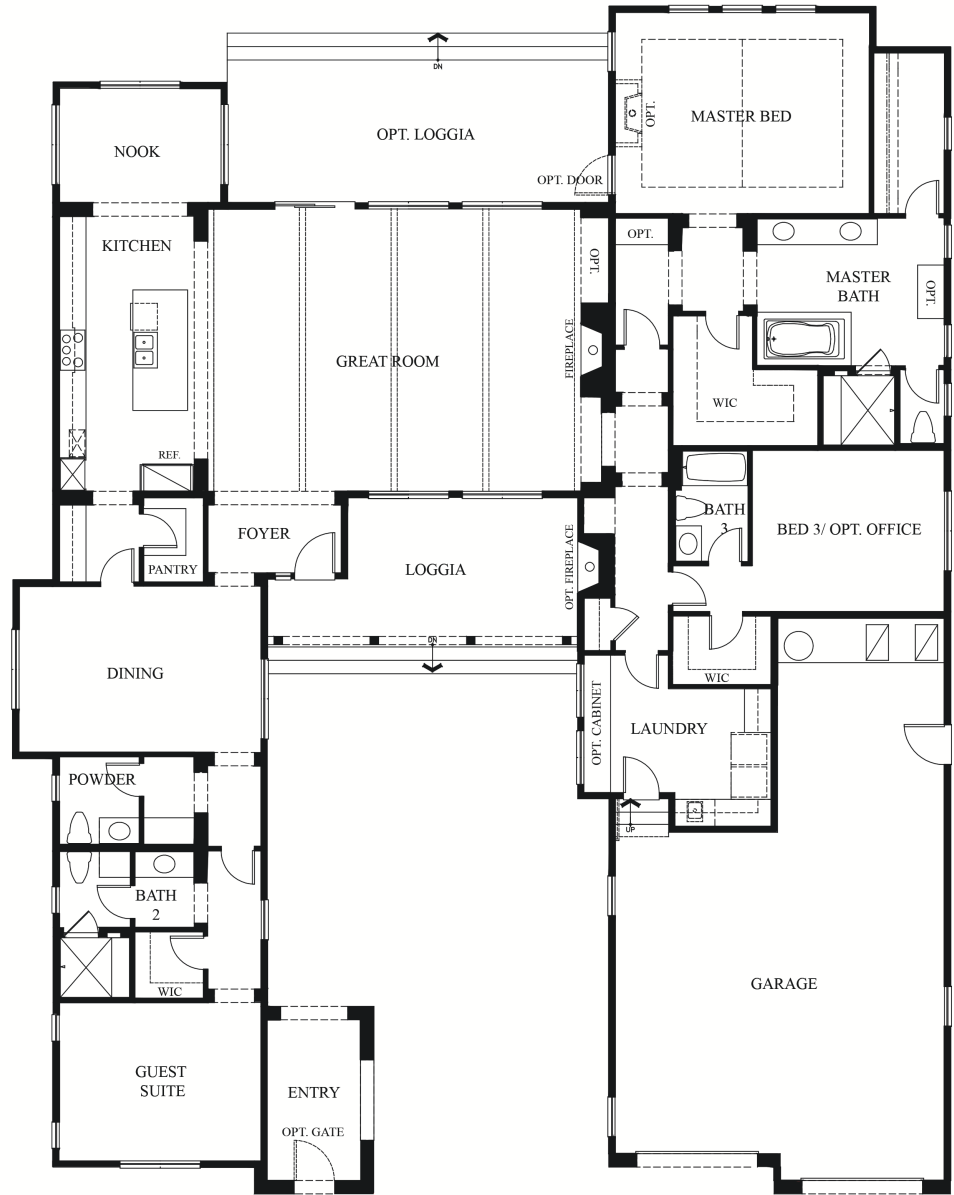 DN
OPT. LOGGIA
OPT.
MASTER BED
NOOK
OPT. DOOR
KITCHEN
OPT.
OPT.
MASTER
BATH
OPT.
GREAT ROOM
FIREPLACE
WIC
REF.
FOYER
BATH
3
BED 3/ OPT. OFFICE
PANTRY
LOGGIA
OPT. FIREPLACE
DN
DINING
WIC
OPT. CABINET
LAUNDRY
POWDER
UP
BATH
2
WIC
GARAGE
GUEST
SUITE
ENTRY
OPT. GATE